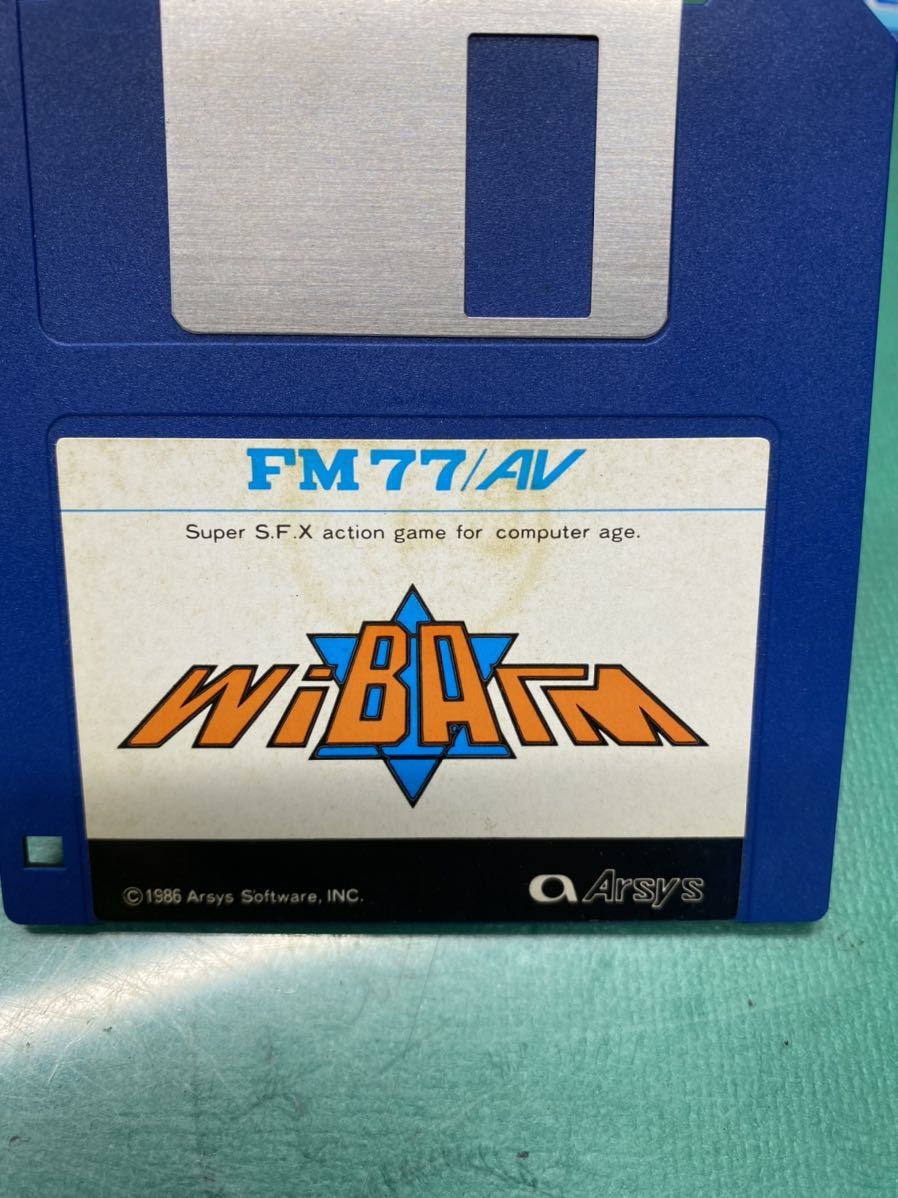 FM77/AV
Super S.F.X action game for computer age.
WiBArM
©1986 Arsys Software, INC.
a Arsys